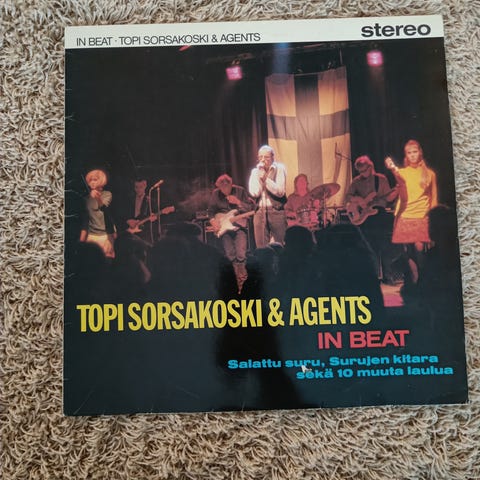 IN BEAT · TOPI SORSAKOSKI & AGENTS
stereo
TOPI SORSAKOSKI & AGENTS
IN BEAT
Salattu suru, Surujen kitara
sekä 10 muuta laulua